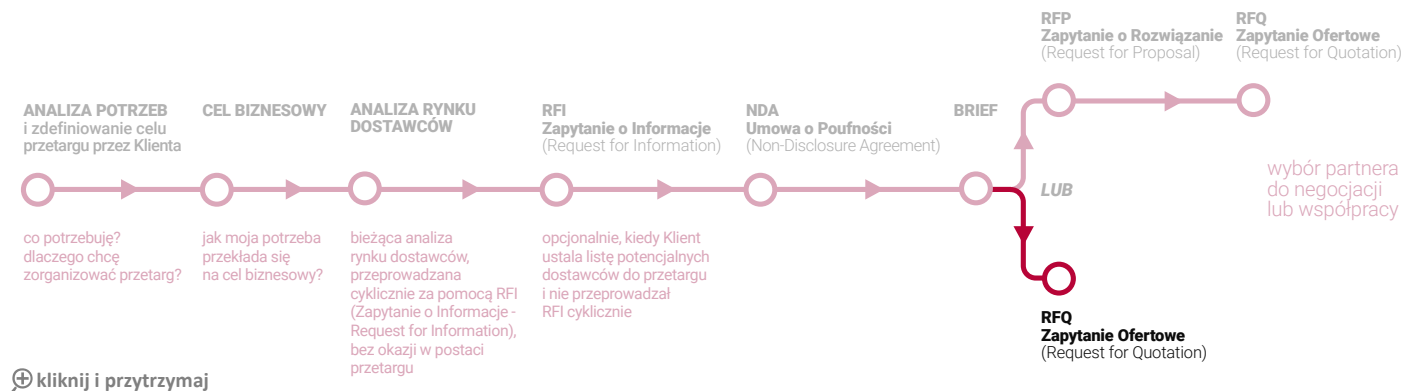 RFP
Zapytanie o Rozwiązanie
(Request for Proposal)
RFQ
Zapytanie Ofertowe
(Request for Quotation)
ANALIZA POTRZEB
i zdefiniowanie celu
przetargu przez Klienta
CEL BIZNESOWY
ANALIZA RYNKU
DOSTAWCÓW
RFI
Zapytanie o Informacje
(Request for Information)
NDA
Umowa o Poufności
(Non-Disclosure Agreement)
BRIEF
LUB
wybór partnera
do negocjacji
lub współpracy
co potrzebuję?
dlaczego chcę
zorganizować przetarg?
jak moja potrzeba
przekłada się
na cel biznesowy?
bieżąca analiza
rynku dostawców,
przeprowadzana
cyklicznie za pomocą RFI
(Zapytanie o Informacje -
Request for Information),
bez okazji w postaci
przetargu
opcjonalnie, kiedy Klient
ustala listę potencjalnych
dostawców do przetargu
i nie przeprowadzał
RFI cyklicznie
RFQ
Zapytanie Ofertowe
(Request for Quotation)
kliknij i przytrzymaj